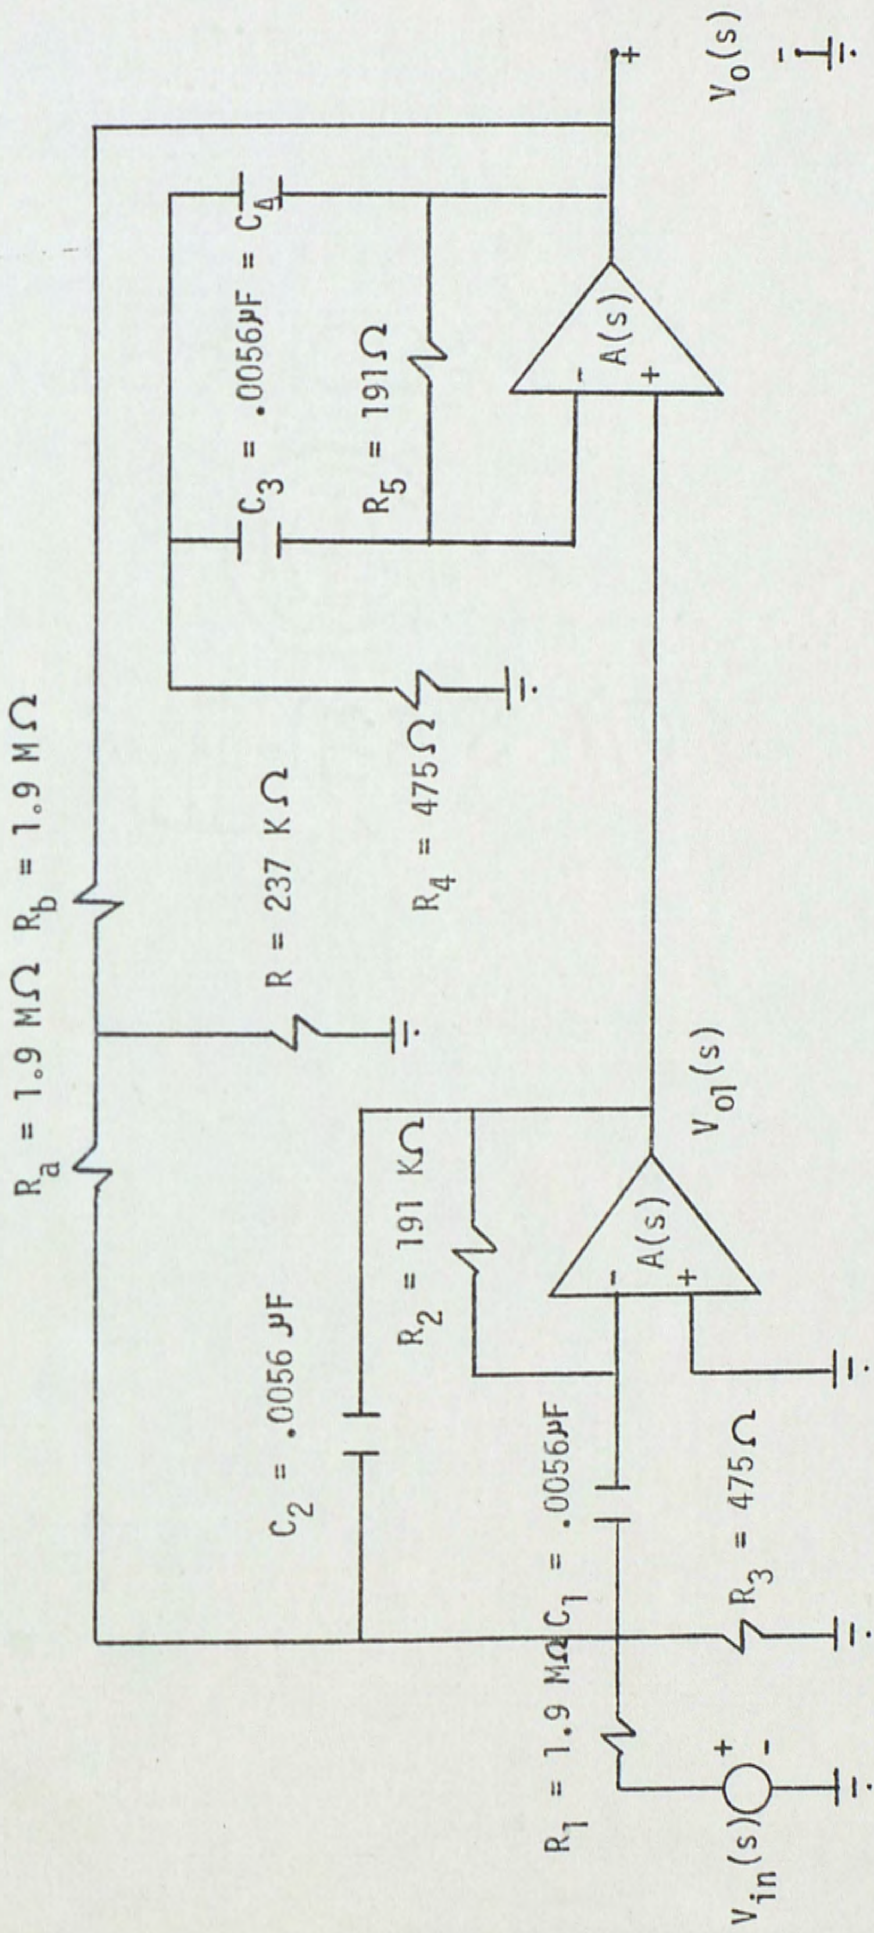 R_a = 1.9 MΩ R_b = 1.9 MΩ
C_3 = .0056µF = C_4
R_5 = 191Ω
R = 237 KΩ
R_4 = 475Ω
C_2 = .0056 µF
R_2 = 191 KΩ
A(s)
-
+
V_o(s)
+
-
A(s)
-
+
V_o1(s)
R_1 = 1.9 MΩ C_1 = .0056µF
R_3 = 475Ω
V_in(s)
+
-